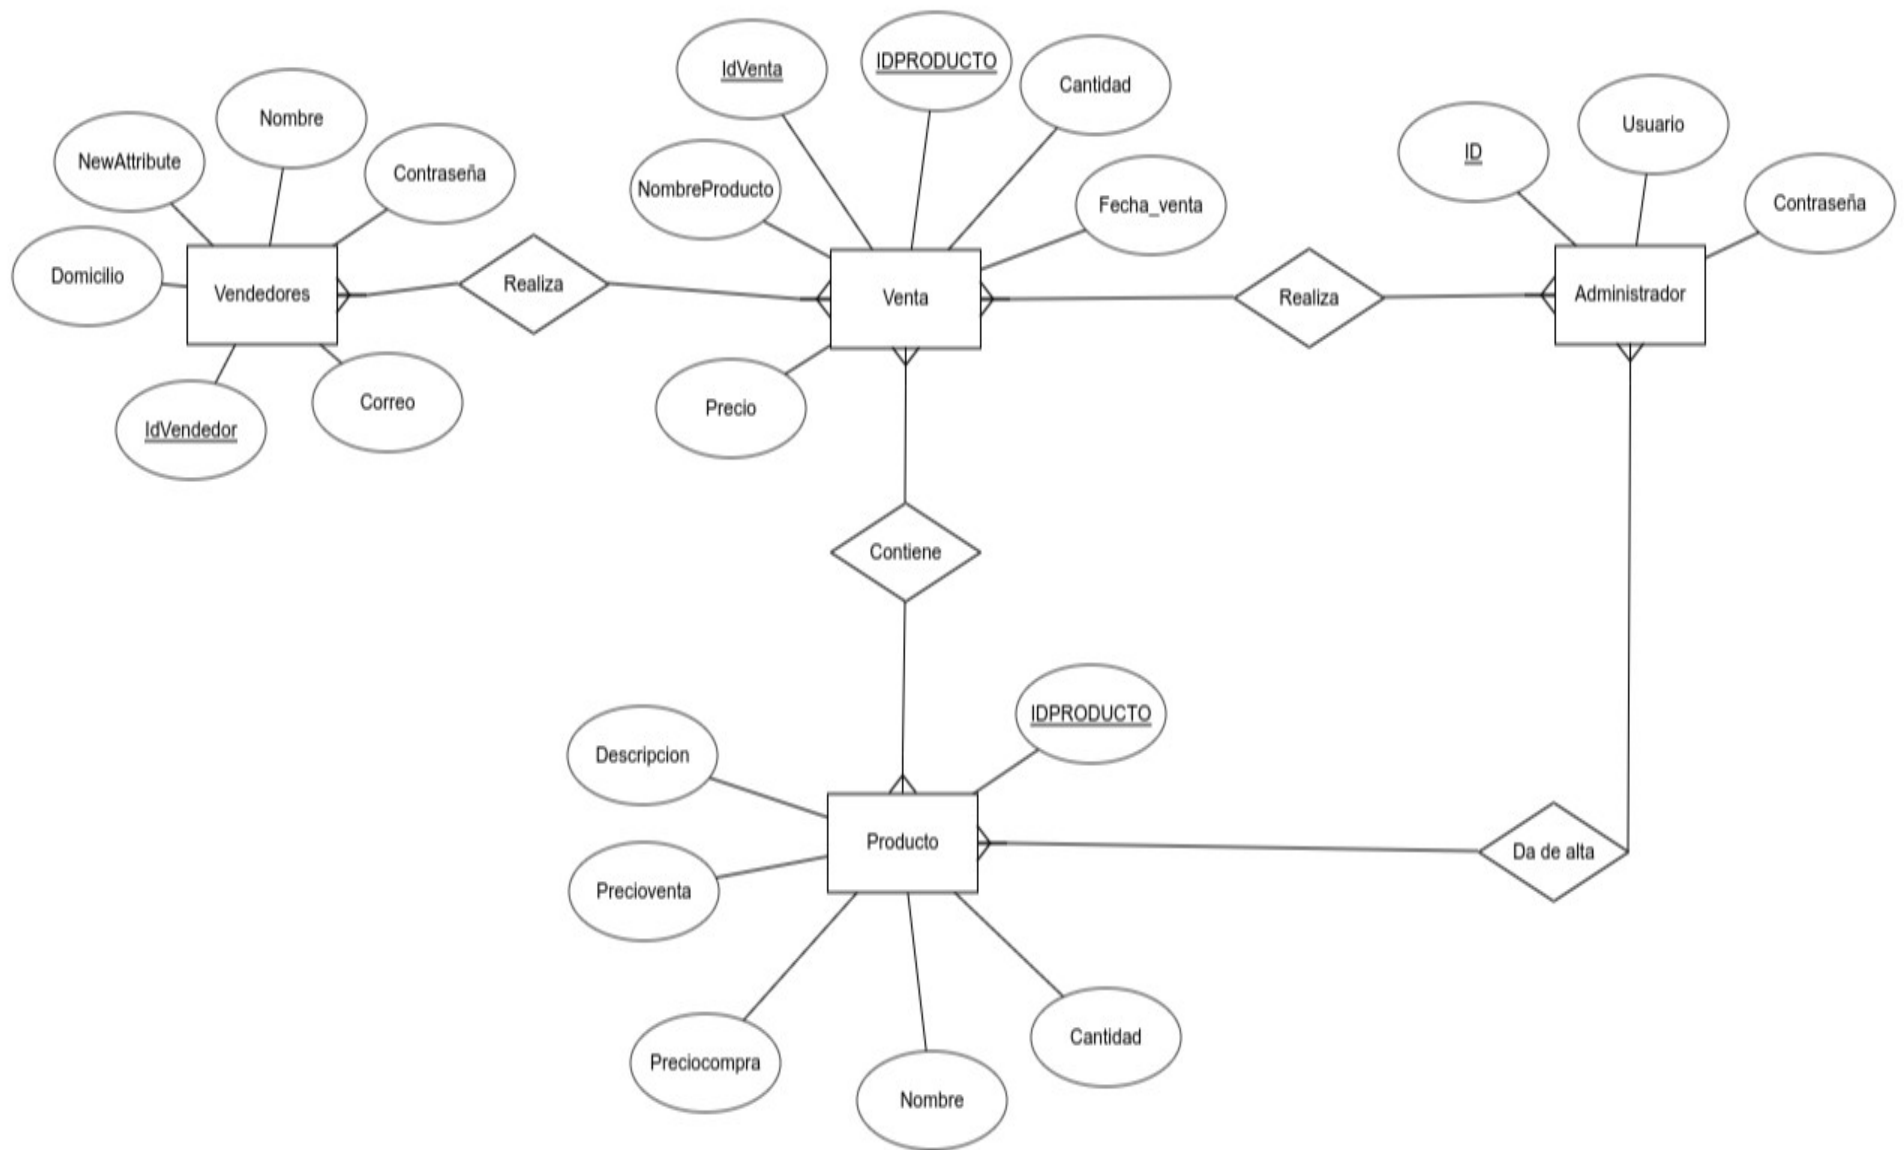 IdVenta
IDPRODUCTO
Cantidad
Nombre
NewAttribute
Contraseña
NombreProducto
Fecha_venta
ID
Usuario
Contraseña
Domicilio
Vendedores
Realiza
Venta
Realiza
Administrador
IdVendedor
Correo
Precio
Contiene
IDPRODUCTO
Descripcion
Producto
Da de alta
Precioventa
Preciocompra
Nombre
Cantidad